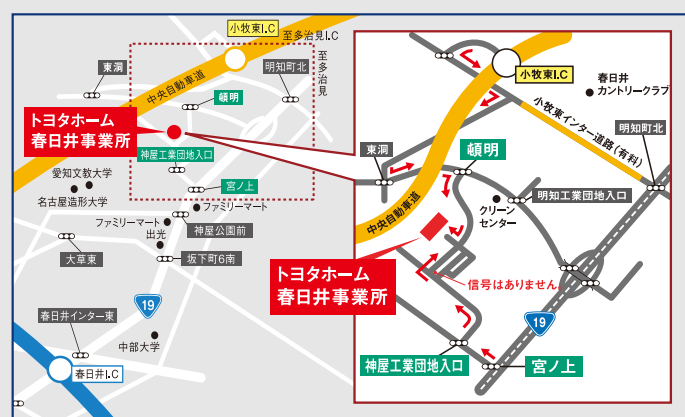 小牧東I.C
至多治見I.C
至多治見
東洞
明知町北
中央自動車道
頓明
トヨタホーム
春日井事業所
神屋工業団地入口
愛知文教大学
宮ノ上
名古屋造形大学
ファミリーマート
ファミリーマート
神屋公園前
出光
大草東
坂下町6南
19
春日井インター東
中部大学
春日井I.C
小牧東I.C
春日井
カントリークラブ
小牧東インター道路(有料)
明知町北
東洞
頓明
明知工業団地入口
クリーン
センター
中央自動車道
トヨタホーム
春日井事業所
信号はありません
19
神屋工業団地入口
宮ノ上